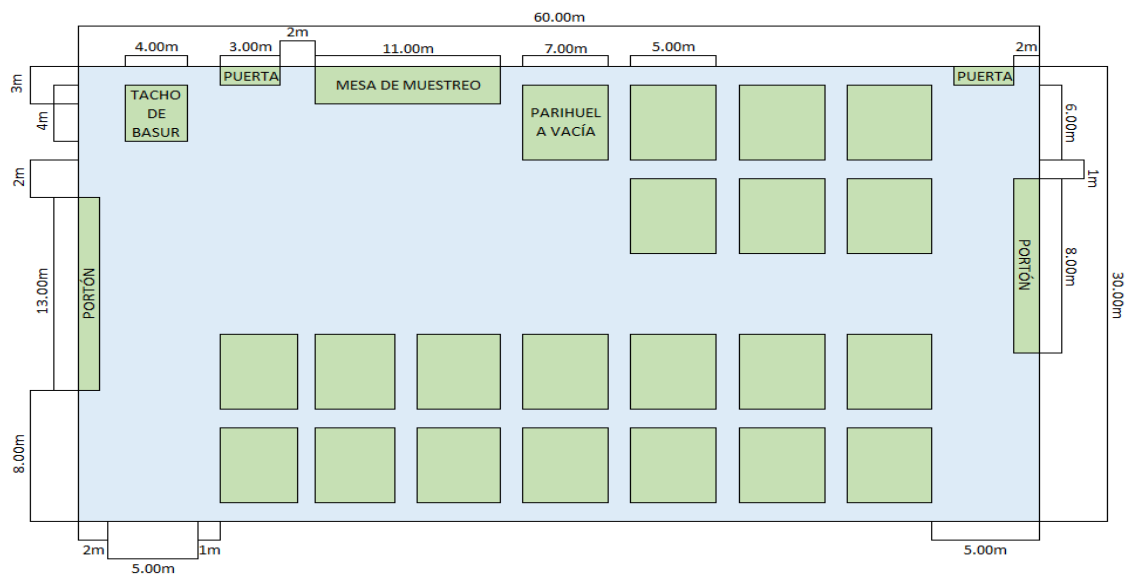 60.00m
2m
4.00m
3.00m
11.00m
7.00m
5.00m
2m
3m
PUERTA
MESA DE MUESTREO
PUERTA
TACHO
DE
BASUR
PARIHUEL
A VACÍA
4m
6.00m
2m
1m
PORTÓN
13.00m
PORTÓN
8.00m
30.00m
8.00m
2m
1m
5.00m
5.00m